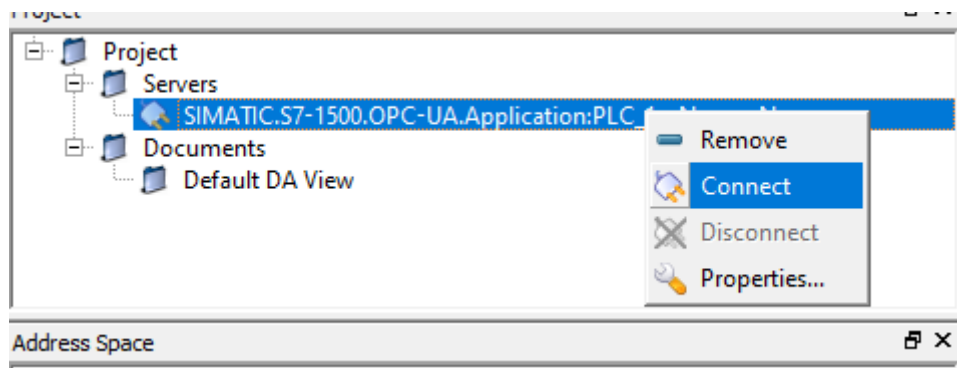 Project
Project
Servers
SIMATIC.S7-1500.OPC-UA.Application:PLC_
Remove
Documents
Connect
Default DA View
Disconnect
Properties...
Address Space